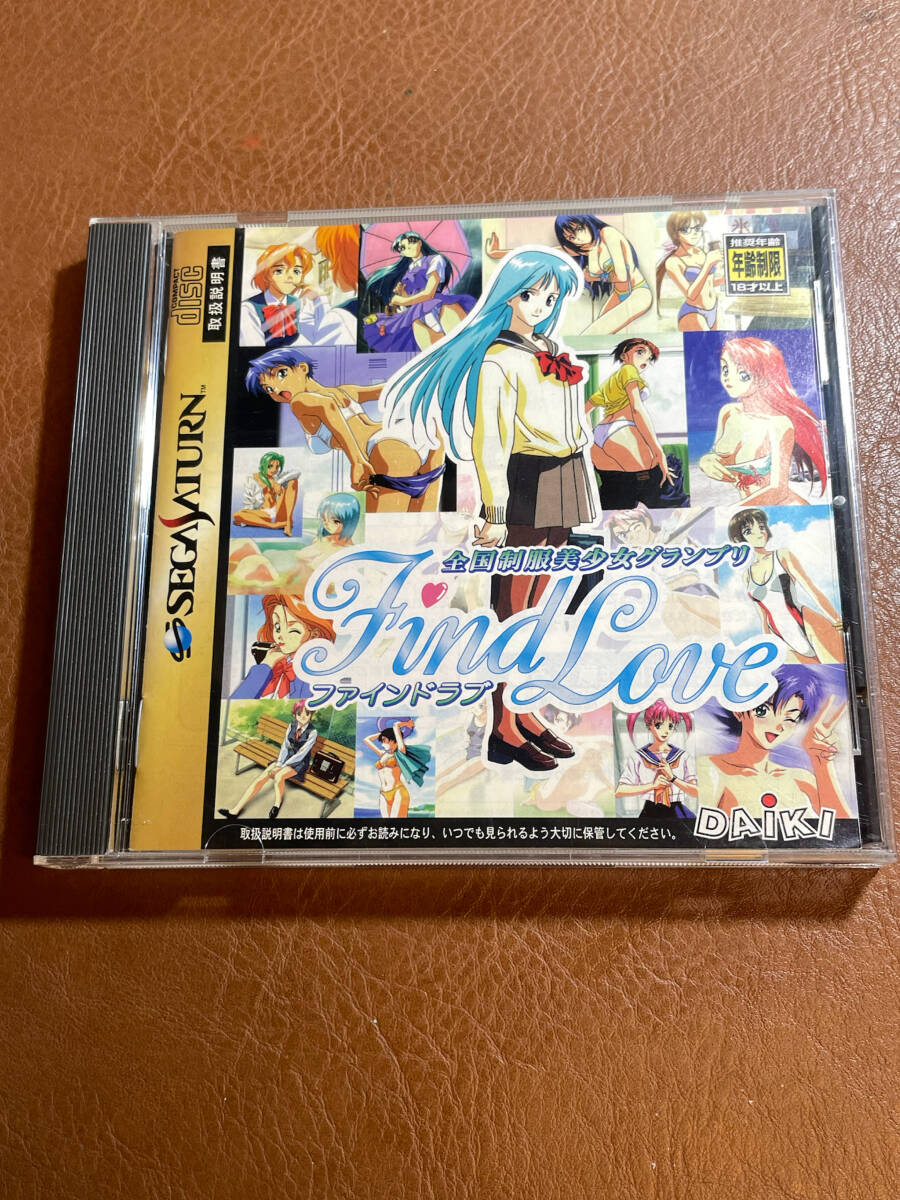 COMPACT
disc
取扱説明書
SEGA SATURN™
推奨年齢
年齢制限
18才以上
全国制服美少女グランプリ
Find Love
ファインドラブ
DAIKI
取扱説明書は使用前に必ずお読みになり、いつでも見られるよう大切に保管してください。